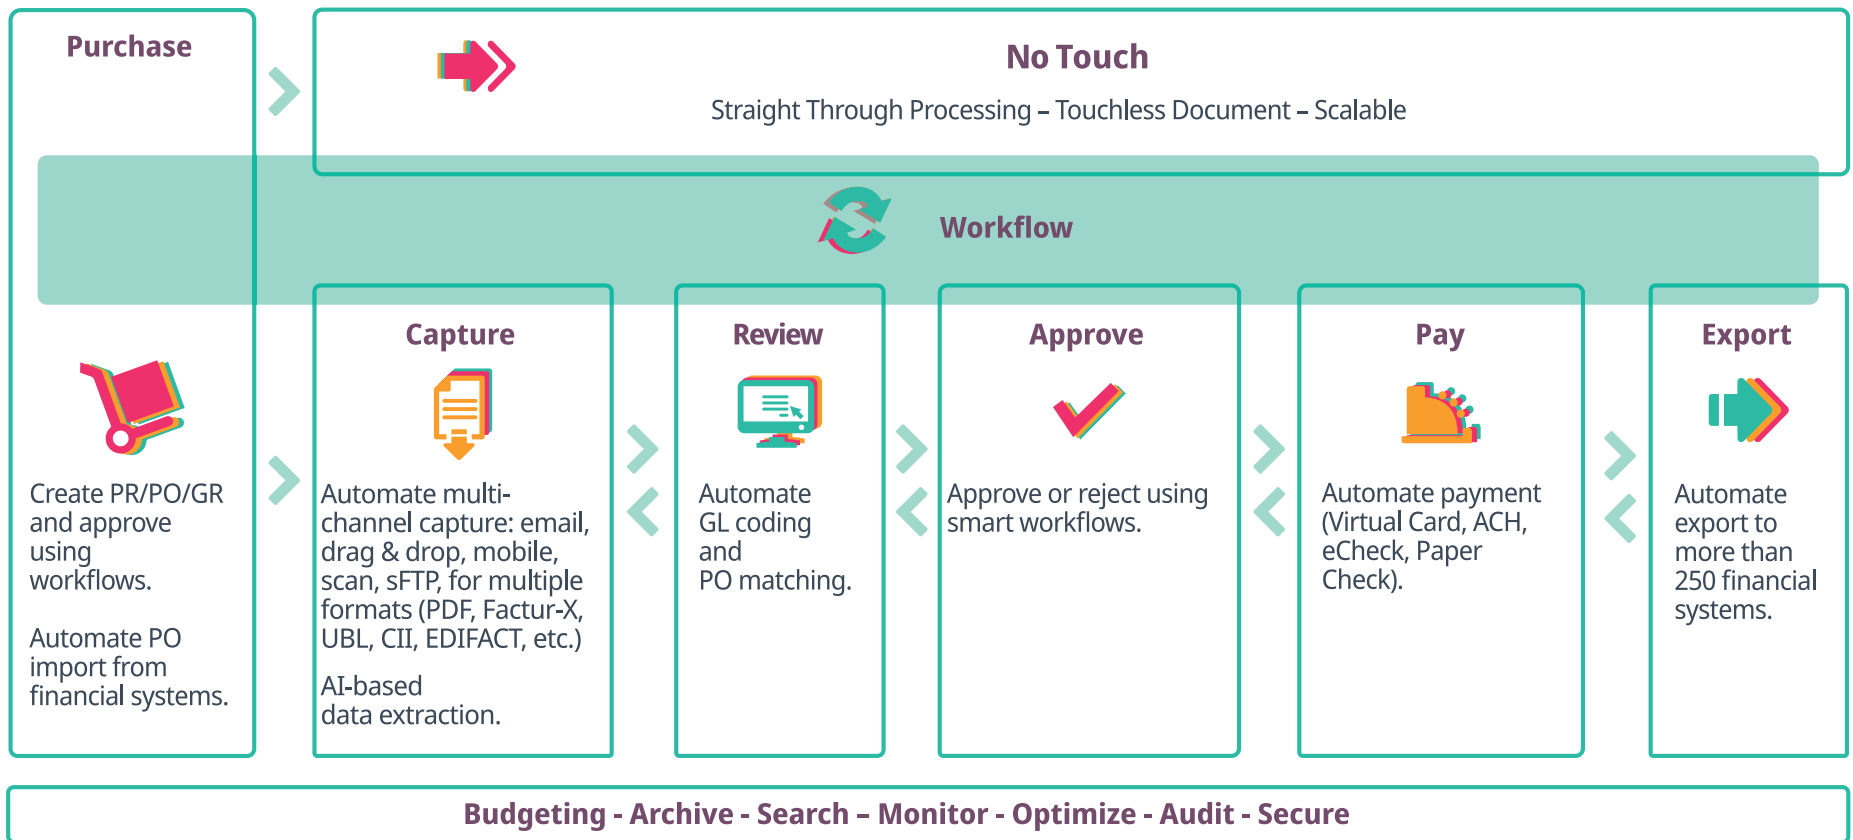 Purchase
No Touch
Straight Through Processing – Touchless Document – Scalable
Workflow
Create PR/PO/GR
and approve
using
workflows.
Automate PO
import from
financial systems.
Capture
Automate multi-
channel capture: email,
drag & drop, mobile,
scan, sFTP, for multiple
formats (PDF, Factur-X,
UBL, CII, EDIFACT, etc.)
AI-based
data extraction.
Review
Automate
GL coding
and
PO matching.
Approve
Approve or reject using
smart workflows.
Pay
Automate payment
(Virtual Card, ACH,
eCheck, Paper
Check).
Export
Automate
export to
more than
250 financial
systems.
Budgeting - Archive - Search – Monitor - Optimize - Audit - Secure